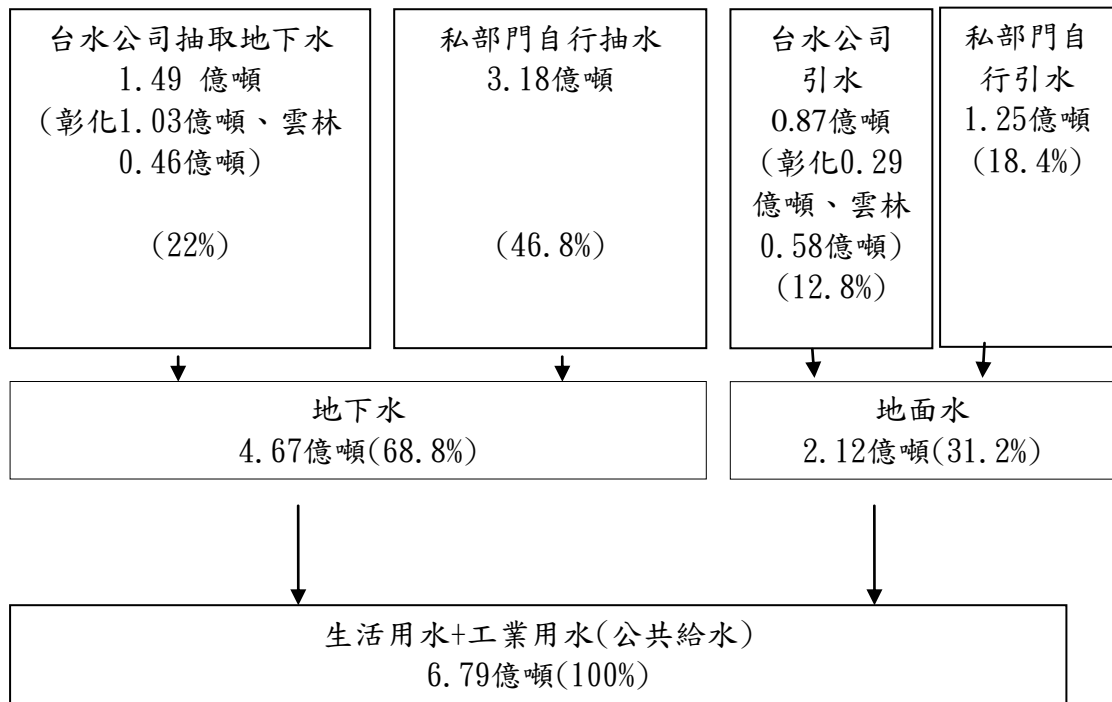 台水公司抽取地下水
1.49 億噸
(彰化1.03億噸、雲林
0.46億噸)
(22%)
私部門自行抽水
3.18億噸
(46.8%)
台水公司
引水
0.87億噸
(彰化0.29
億噸、雲林
0.58億噸)
(12.8%)
私部門自
行引水
1.25億噸
(18.4%)
地下水
4.67億噸(68.8%)
地面水
2.12億噸(31.2%)
生活用水+工業用水(公共給水)
6.79億噸(100%)